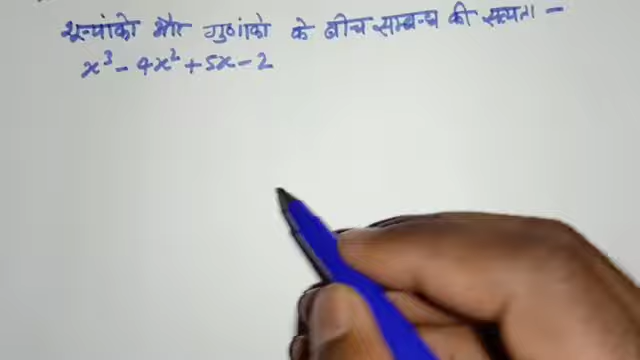 शून्यांको और गुणांको के बीच सम्बन्ध की सत्यता -
x³ - 4x² + 5x - 2